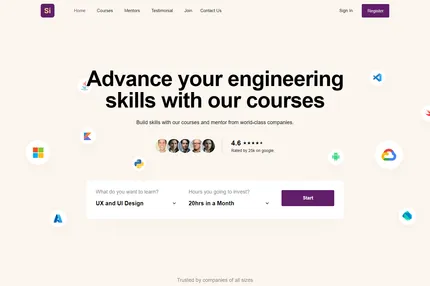 Si
Home Courses Mentors Testimonial Join Contact Us Sign in Register
Advance your engineering
skills with our courses
Build skills with our courses and mentor from world-class companies.
4.6
Rated by 25k on google
What do you want to learn? Hours you going to invest?
UX and UI Design 20hrs in a Month Start
Trusted by companies of all sizes